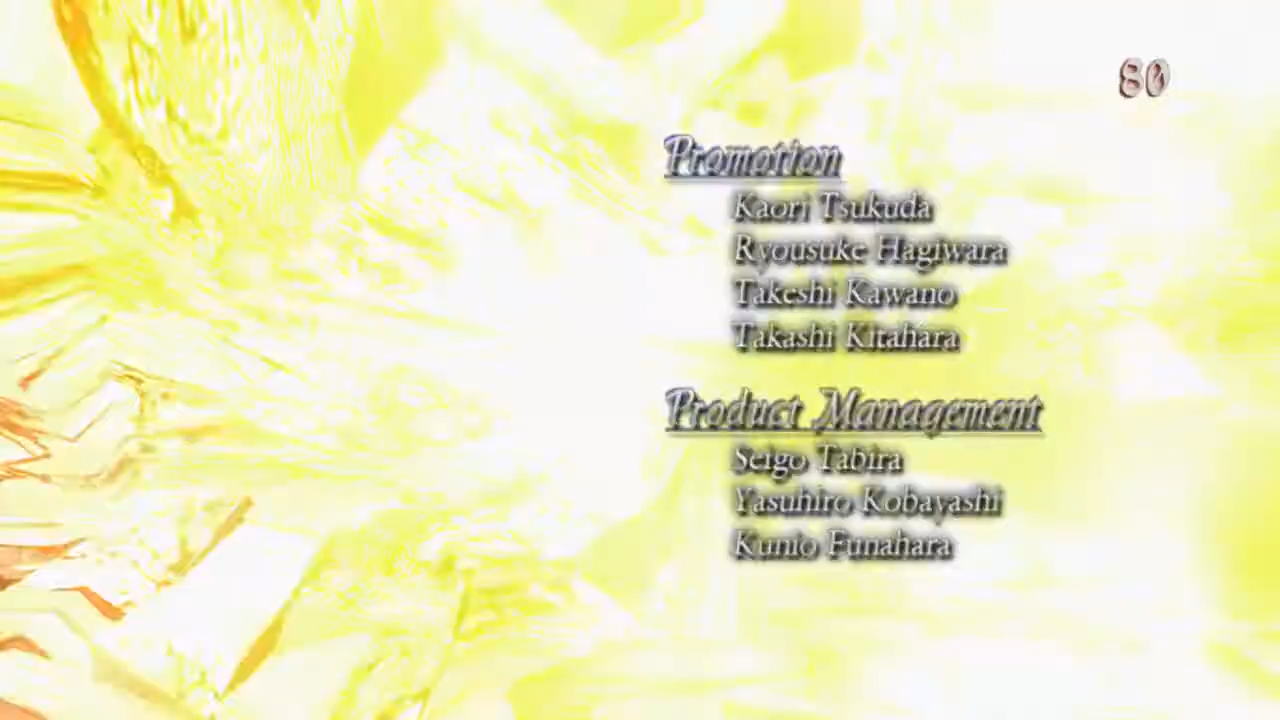 80
Promotion
Kaori Tsukuda
Ryousuke Hagiwara
Takeshi Kawano
Takashi Kitahara
Product Management
Seigo Tabira
Yasuhiro Kobayashi
Kunio Funahara